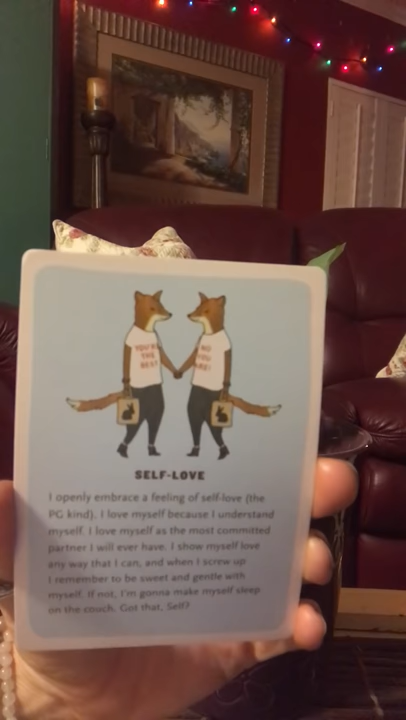 YOU'RE
THE
BEST
NO
YOU
ARE!
SELF-LOVE
I openly embrace a feeling of self-love (the
PG kind). I love myself because I understand
myself. I love myself as the most committed
partner I will ever have. I show myself love
any way that I can, and when I screw up
I remember to be sweet and gentle with
myself. If not, I'm gonna make myself sleep
on the couch. Got that, Self?